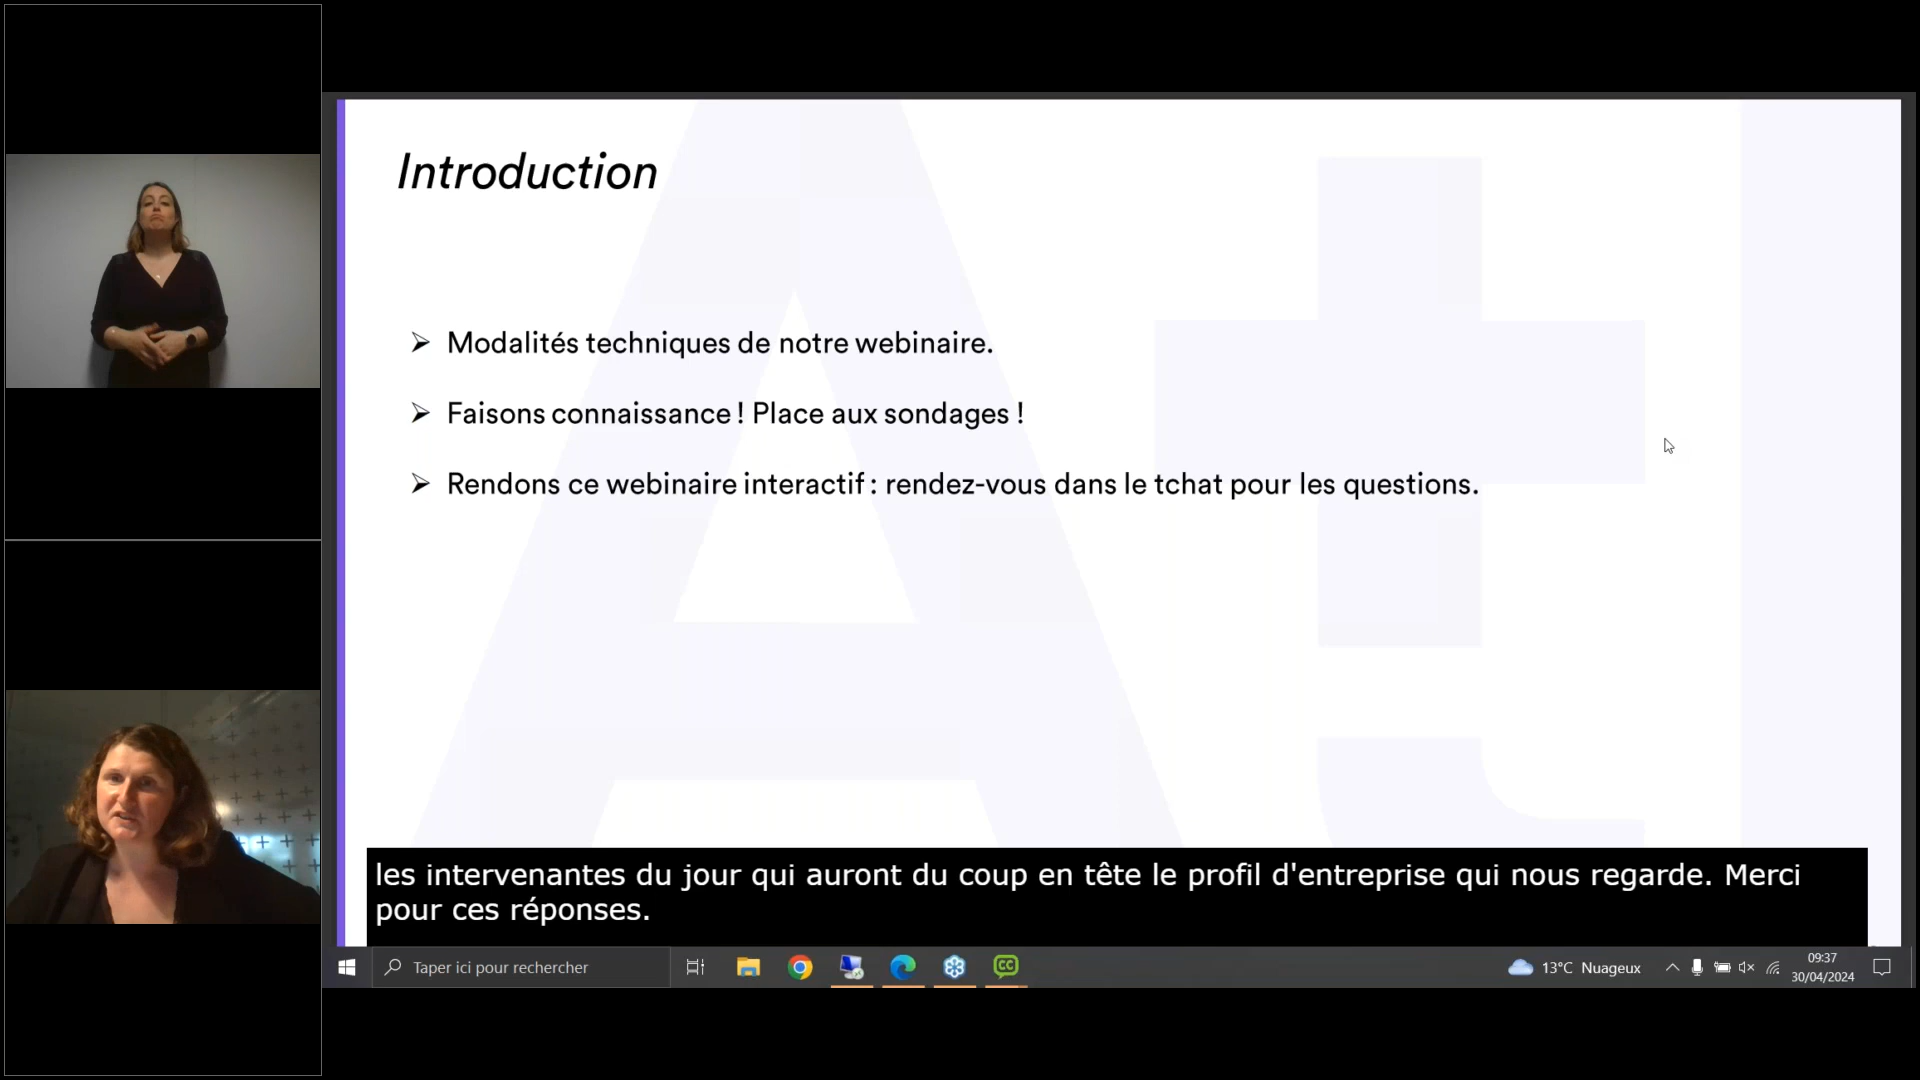 Introduction
➢ Modalités techniques de notre webinaire.
➢ Faisons connaissance ! Place aux sondages !
➢ Rendons ce webinaire interactif : rendez-vous dans le tchat pour les questions.
les intervenantes du jour qui auront du coup en tête le profil d'entreprise qui nous regarde. Merci
pour ces réponses.
Taper ici pour rechercher
CC
13°C Nuageux
09:37
30/04/2024